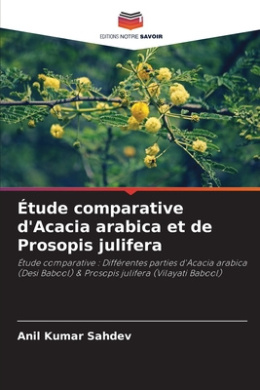 EDITIONS NOTRE SAVOIR
Étude comparative
d'Acacia arabica et de
Prosopis julifera
Étude comparative : Différentes parties d'Acacia arabica
(Desi Babool) & Prosopis julifera (Vilayati Babool)
Anil Kumar Sahdev